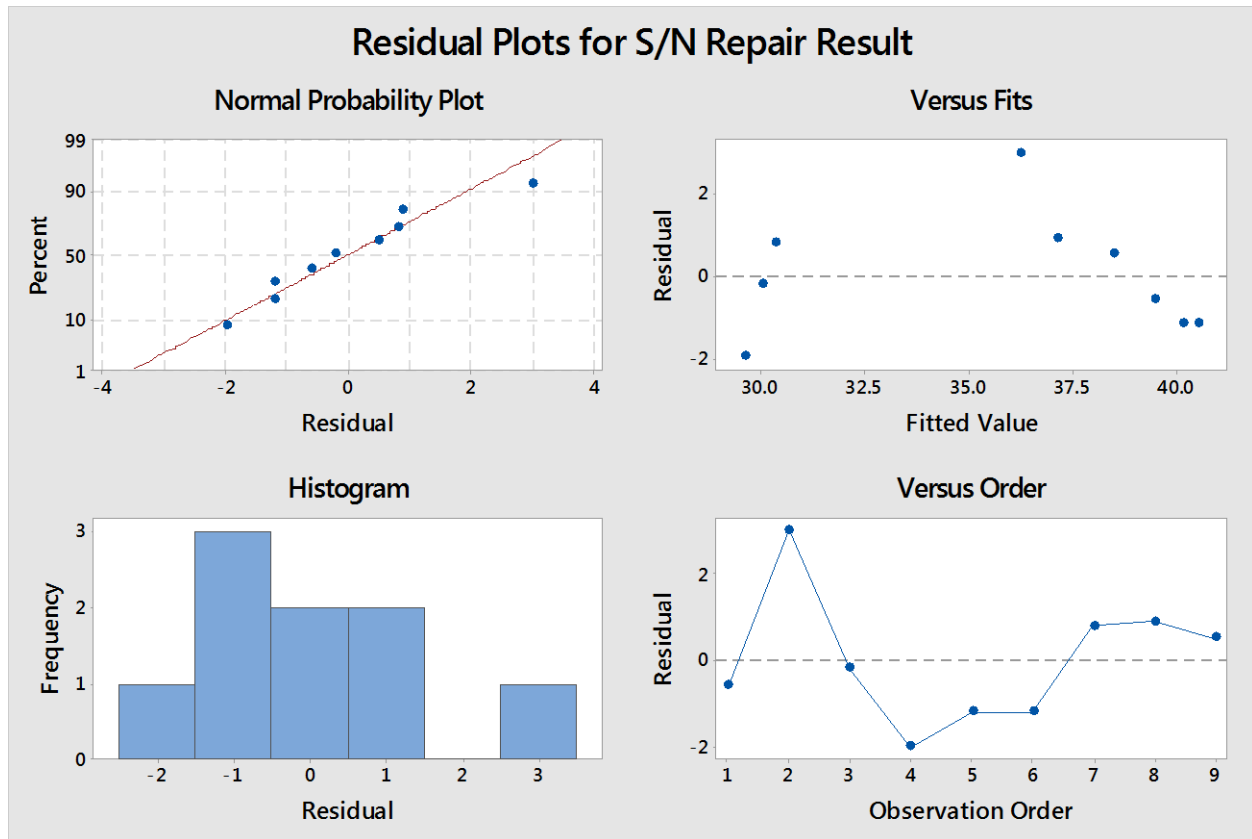 Residual Plots for S/N Repair Result
Normal Probability Plot
99
90
50
10
1
Percent
-4 -2 0 2 4
Residual
Versus Fits
2
0
-2
Residual
30.0 32.5 35.0 37.5 40.0
Fitted Value
Histogram
3
2
1
0
Frequency
-2 -1 0 1 2 3
Residual
Versus Order
2
0
-2
Residual
1 2 3 4 5 6 7 8 9
Observation Order